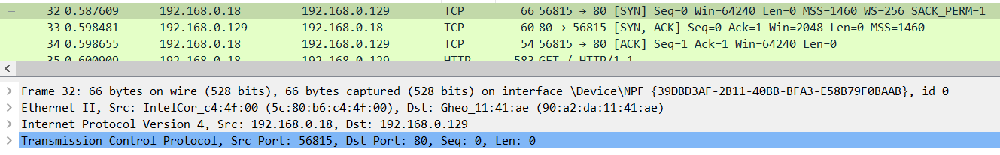 32 0.587609 192.168.0.18 192.168.0.129 TCP 66 56815 → 80 [SYN] Seq=0 Win=64240 Len=0 MSS=1460 WS=256 SACK_PERM=1
33 0.598481 192.168.0.129 192.168.0.18 TCP 60 80 → 56815 [SYN, ACK] Seq=0 Ack=1 Win=2048 Len=0 MSS=1460
34 0.598655 192.168.0.18 192.168.0.129 TCP 54 56815 → 80 [ACK] Seq=1 Ack=1 Win=64240 Len=0
35 0.600909 192.168.0.18 192.168.0.129 HTTP 583 GET / HTTP/1.1
Frame 32: 66 bytes on wire (528 bits), 66 bytes captured (528 bits) on interface \Device\NPF_{39DBD3AF-2B11-40BB-BFA3-E58B79F0BAAB}, id 0
Ethernet II, Src: IntelCor_c4:4f:00 (5c:80:b6:c4:4f:00), Dst: Gheo_11:41:ae (90:a2:da:11:41:ae)
Internet Protocol Version 4, Src: 192.168.0.18, Dst: 192.168.0.129
Transmission Control Protocol, Src Port: 56815, Dst Port: 80, Seq: 0, Len: 0